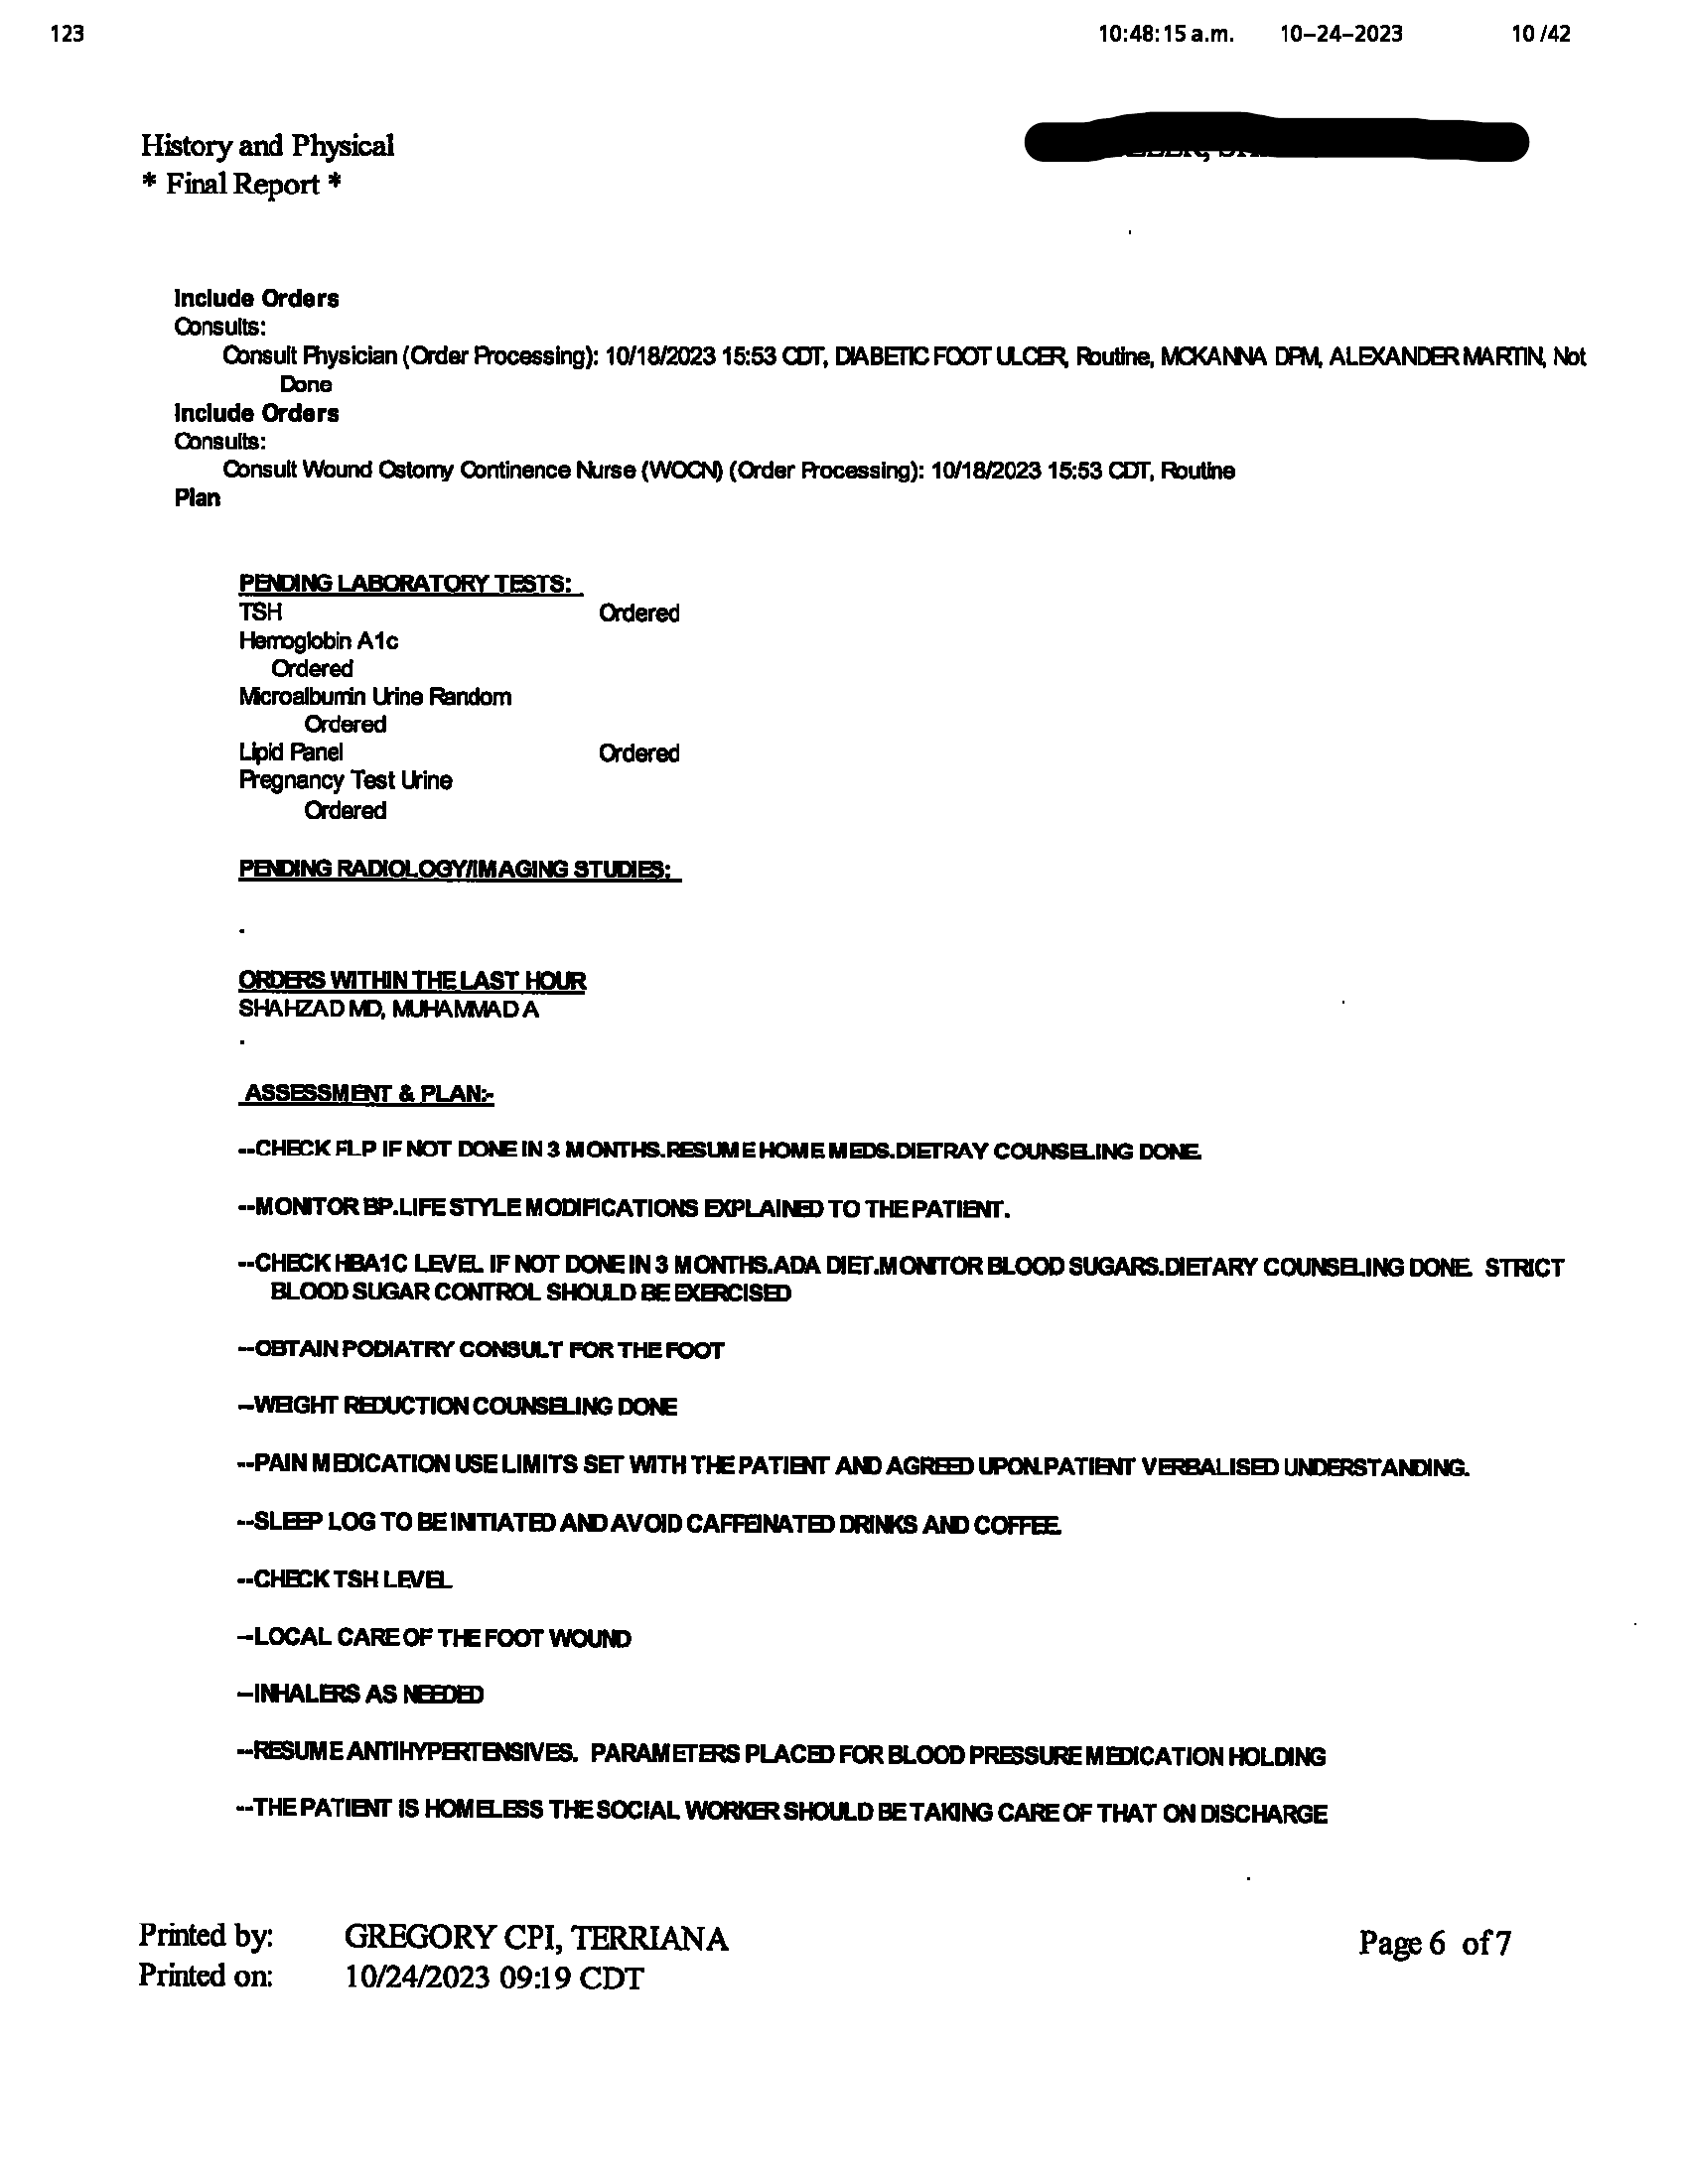 123 10:48:15 a.m. 10-24-2023 10 /42
History and Physical
* Final Report *
Include Orders
Consults:
Consult Physician (Order Processing): 10/18/2023 15:53 CDT, DIABETIC FOOT ULCER, Routine, MCKANNA DPM, ALEXANDER MARTIN, Not
Done
Include Orders
Consults:
Consult Wound Ostomy Continence Nurse (WOCN) (Order Processing): 10/18/2023 15:53 CDT, Routine
Plan
PENDING LABORATORY TESTS:
TSH Ordered
Hemoglobin A1c
Ordered
Microalbumin Urine Random
Ordered
Lipid Panel Ordered
Pregnancy Test Urine
Ordered
PENDING RADIOLOGY/IMAGING STUDIES:
.
ORDERS WITHIN THE LAST HOUR
SHAHZAD MD, MUHAMMAD A
.
ASSESSMENT & PLAN:-
--CHECK FLP IF NOT DONE IN 3 MONTHS.RESUME HOME MEDS.DIETRAY COUNSELING DONE.
--MONITOR BP.LIFE STYLE MODIFICATIONS EXPLAINED TO THE PATIENT.
--CHECK HBA1C LEVEL IF NOT DONE IN 3 MONTHS.ADA DIET.MONITOR BLOOD SUGARS.DIETARY COUNSELING DONE. STRICT
BLOOD SUGAR CONTROL SHOULD BE EXERCISED
--OBTAIN PODIATRY CONSULT FOR THE FOOT
--WEIGHT REDUCTION COUNSELING DONE
--PAIN MEDICATION USE LIMITS SET WITH THE PATIENT AND AGREED UPON.PATIENT VERBALISED UNDERSTANDING.
--SLEEP LOG TO BE INITIATED AND AVOID CAFFEINATED DRINKS AND COFFEE.
--CHECK TSH LEVEL
--LOCAL CARE OF THE FOOT WOUND
--INHALERS AS NEEDED
--RESUME ANTIHYPERTENSIVES. PARAMETERS PLACED FOR BLOOD PRESSURE MEDICATION HOLDING
--THE PATIENT IS HOMELESS THE SOCIAL WORKER SHOULD BE TAKING CARE OF THAT ON DISCHARGE
Printed by: GREGORY CPI, TERRIANA Page 6 of 7
Printed on: 10/24/2023 09:19 CDT